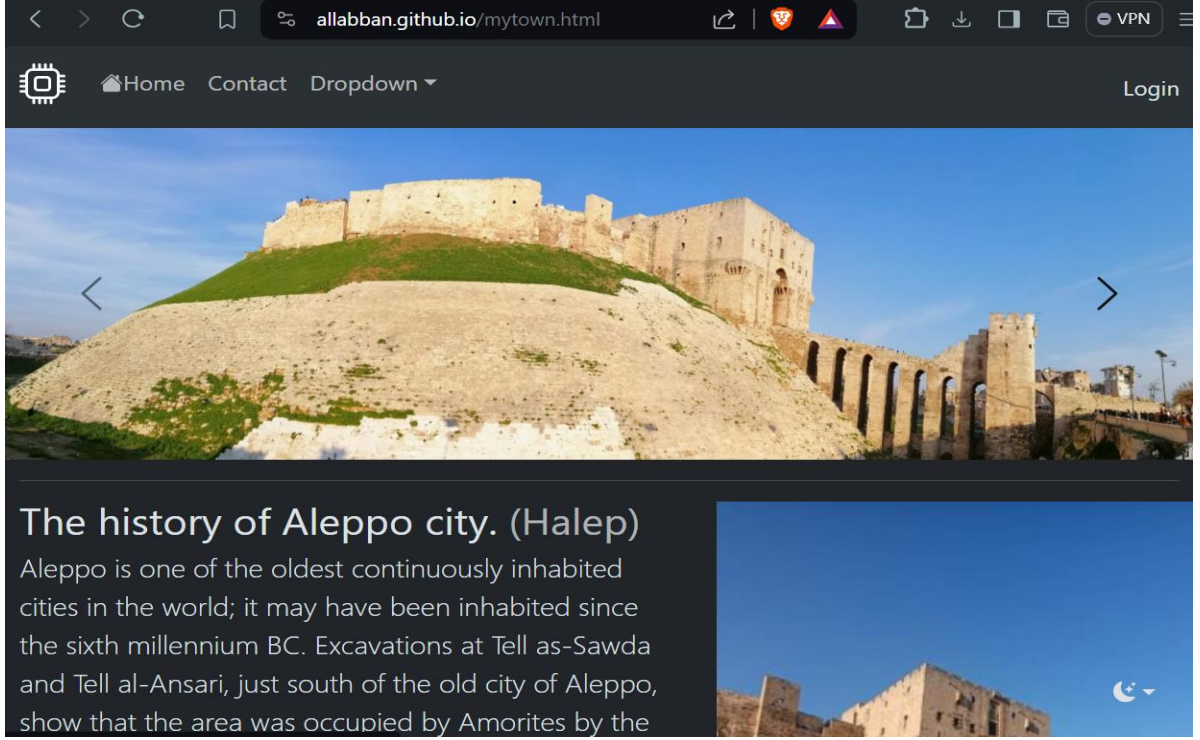 allabban.github.io/mytown.html
VPN
Home Contact Dropdown
Login
The history of Aleppo city. (Halep)
Aleppo is one of the oldest continuously inhabited
cities in the world; it may have been inhabited since
the sixth millennium BC. Excavations at Tell as-Sawda
and Tell al-Ansari, just south of the old city of Aleppo,
show that the area was occupied by Amorites by the